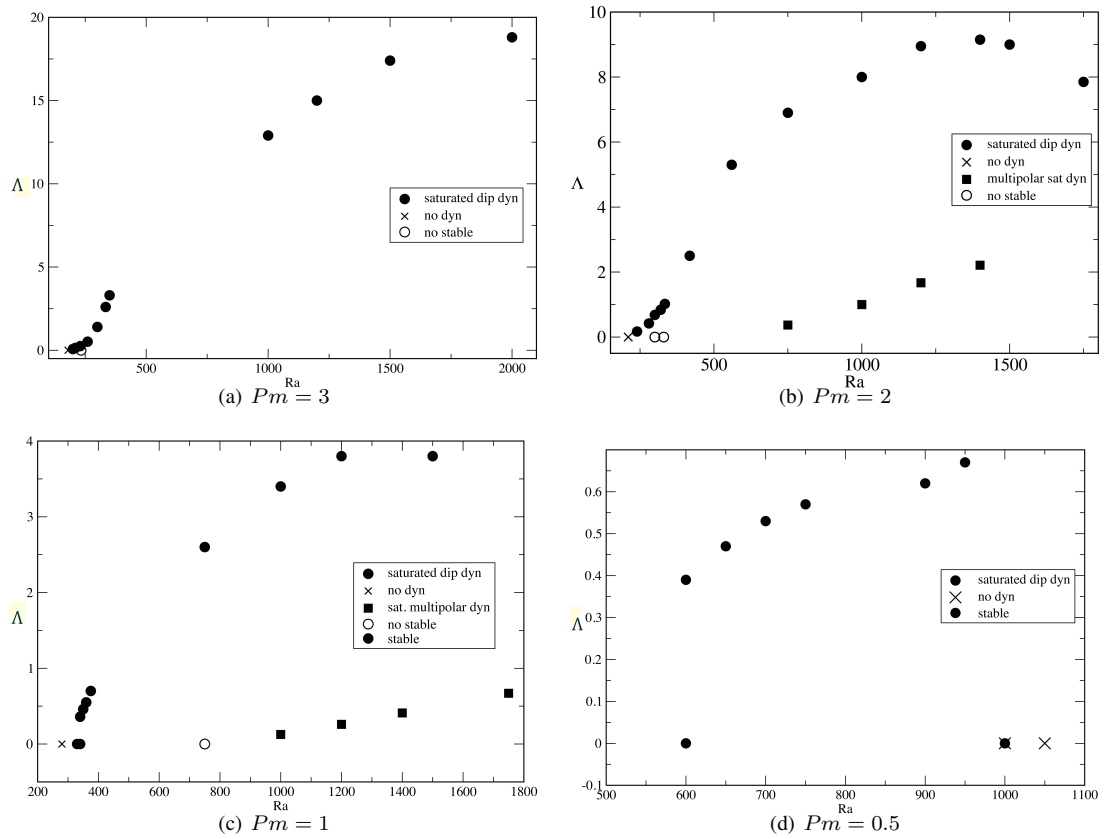 20
15
Λ 10
5
0
saturated dip dyn
no dyn
no stable
500 1000 1500 2000
Ra
(a) Pm = 3
10
8
6
Λ
4
2
0
saturated dip dyn
no dyn
multipolar sat dyn
no stable
500 1000 1500
Ra
(b) Pm = 2
4
3
2
Λ
1
0
saturated dip dyn
no dyn
sat. multipolar dyn
no stable
stable
200 400 600 800 1000 1200 1400 1600 1800
Ra
(c) Pm = 1
0.6
0.5
0.4
Λ 0.3
0.2
0.1
0
-0.1
saturated dip dyn
no dyn
stable
500 600 700 800 900 1000 1100
Ra
(d) Pm = 0.5